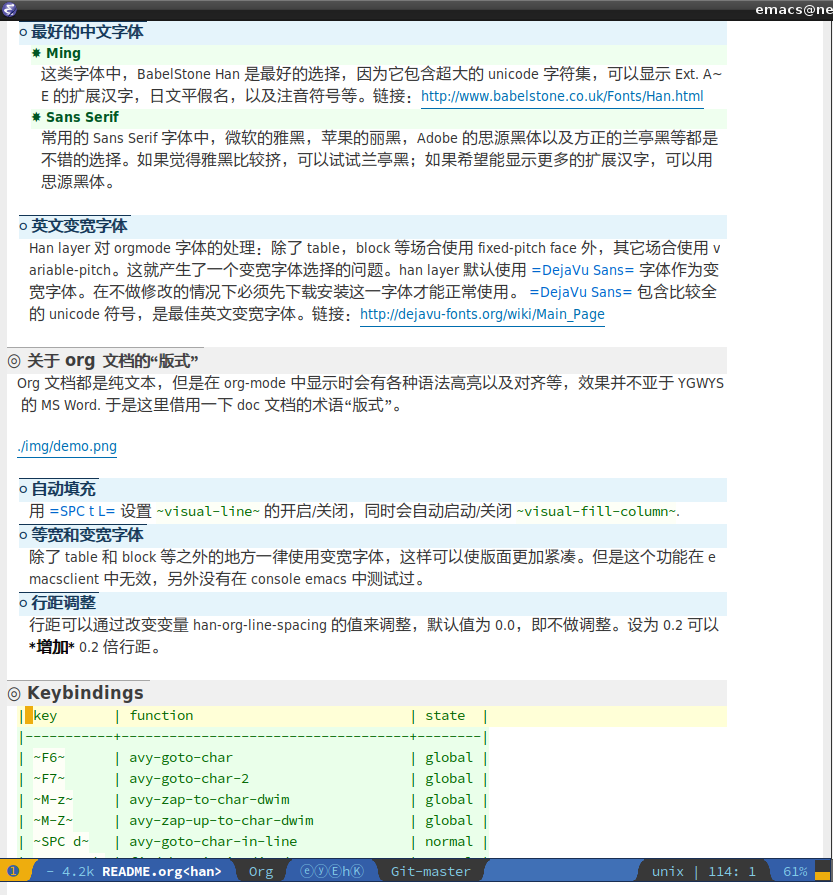 emacs@ne
最好的中文字体
Ming
这类字体中，BabelStone Han 是最好的选择，因为它包含超大的 unicode 字符集，可以显示 Ext. A~
E 的扩展汉字，日文平假名，以及注音符号等。链接：http://www.babelstone.co.uk/Fonts/Han.html
Sans Serif
常用的 Sans Serif 字体中，微软的雅黑，苹果的丽黑，Adobe 的思源黑体以及方正的兰亭黑等都是
不错的选择。如果觉得雅黑比较挤，可以试试兰亭黑；如果希望能显示更多的扩展汉字，可以用
思源黑体。
英文变宽字体
Han layer 对 orgmode 字体的处理：除了 table，block 等场合使用 fixed-pitch face 外，其它场合使用 v
ariable-pitch。这就产生了一个变宽字体选择的问题。han layer 默认使用 =DejaVu Sans= 字体作为变
宽字体。在不做修改的情况下必须先下载安装这一字体才能正常使用。 =DejaVu Sans= 包含比较全
的 unicode 符号，是最佳英文变宽字体。链接：http://dejavu-fonts.org/wiki/Main_Page
关于 org 文档的“版式”
Org 文档都是纯文本，但是在 org-mode 中显示时会有各种语法高亮以及对齐等，效果并不亚于 YGWYS
的 MS Word. 于是这里借用一下 doc 文档的术语“版式”。
./img/demo.png
自动填充
用 =SPC t L= 设置 ~visual-line~ 的开启/关闭，同时会自动启动/关闭 ~visual-fill-column~.
等宽和变宽字体
除了 table 和 block 等之外的地方一律使用变宽字体，这样可以使版面更加紧凑。但是这个功能在 e
macsclient 中无效，另外没有在 console emacs 中测试过。
行距调整
行距可以通过改变变量 han-org-line-spacing 的值来调整，默认值为 0.0，即不做调整。设为 0.2 可以
*增加* 0.2 倍行距。
Keybindings
| key | function | state |
|-----------+------------------------------------+--------|
| ~F6~ | avy-goto-char | global |
| ~F7~ | avy-goto-char-2 | global |
| ~M-z~ | avy-zap-to-char-dwim | global |
| ~M-Z~ | avy-zap-up-to-char-dwim | global |
| ~SPC d~ | avy-goto-char-in-line | normal |
❶ - 4.2k README.org<han> Org ⓔⓨⒺhⓀ Git-master unix | 114: 1 61%